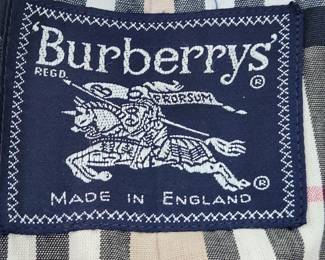 'Burberrys'
REGD. ®
PRORSUM
®
MADE IN ENGLAND